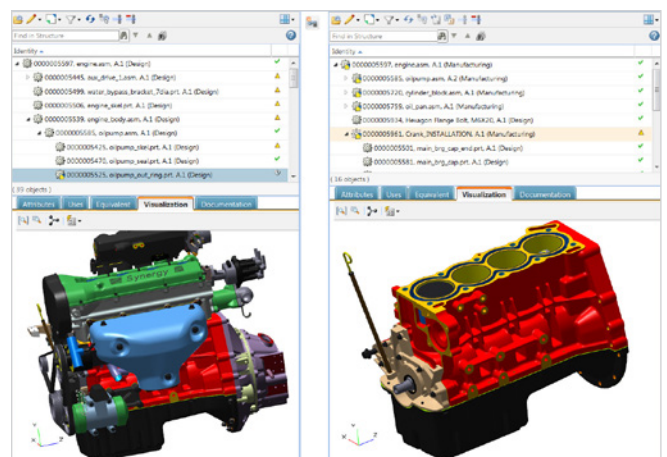 Find in Structure
Identity
0000005597, engine.asm, A.1 (Design)
0000005445, aux_drive_1.asm, A.1 (Design)
0000005499, water_bypass_bracket_7dia.prt, A.1 (Design)
0000005506, engine_skel.prt, A.1 (Design)
0000005539, engine_body.asm, A.1 (Design)
0000005585, oilpump.asm, A.1 (Design)
0000005425, oilpump_skel.prt, A.1 (Design)
0000005470, oilpump_seal.prt, A.1 (Design)
0000005525, oilpump_out_ring.prt, A.1 (Design)
(39 objects)
Attributes Uses Equivalent Visualization Documentation
Synergy
Find in Structure
Identity
0000005597, engine.asm, A.1 (Manufacturing)
0000005585, oilpump.asm, A.2 (Manufacturing)
0000005720, cylinder_block.asm, A.1 (Manufacturing)
0000005759, oil_pan.asm, A.1 (Manufacturing)
0000005934, Hexagon Flange Bolt, M6X20, A.1 (Design)
0000005961, Crank_INSTALLATION, A.1 (Manufacturing)
0000005501, main_brg_cap_end.prt, A.1 (Design)
0000005581, main_brg_cap.prt, A.1 (Design)
(16 objects)
Attributes Uses Equivalent Visualization Documentation